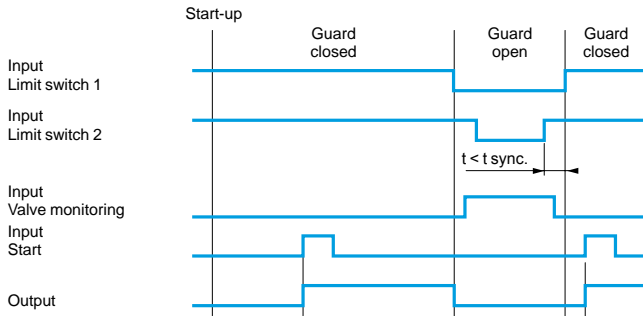 Start-up
Guard
closed
Guard
open
Guard
closed
Input
Limit switch 1
Input
Limit switch 2
t < t sync.
Input
Valve monitoring
Input
Start
Output